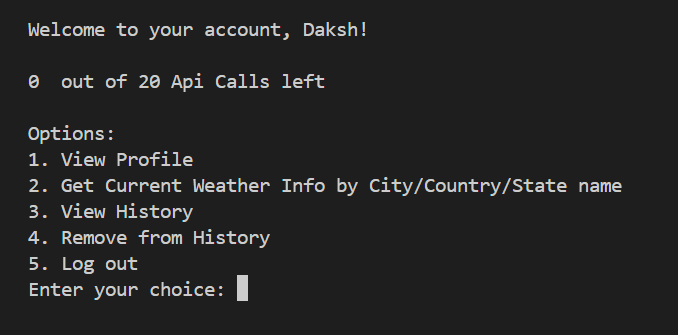 Welcome to your account, Daksh!
0  out of 20 Api Calls left
Options:
1. View Profile
2. Get Current Weather Info by City/Country/State name
3. View History
4. Remove from History
5. Log out
Enter your choice: